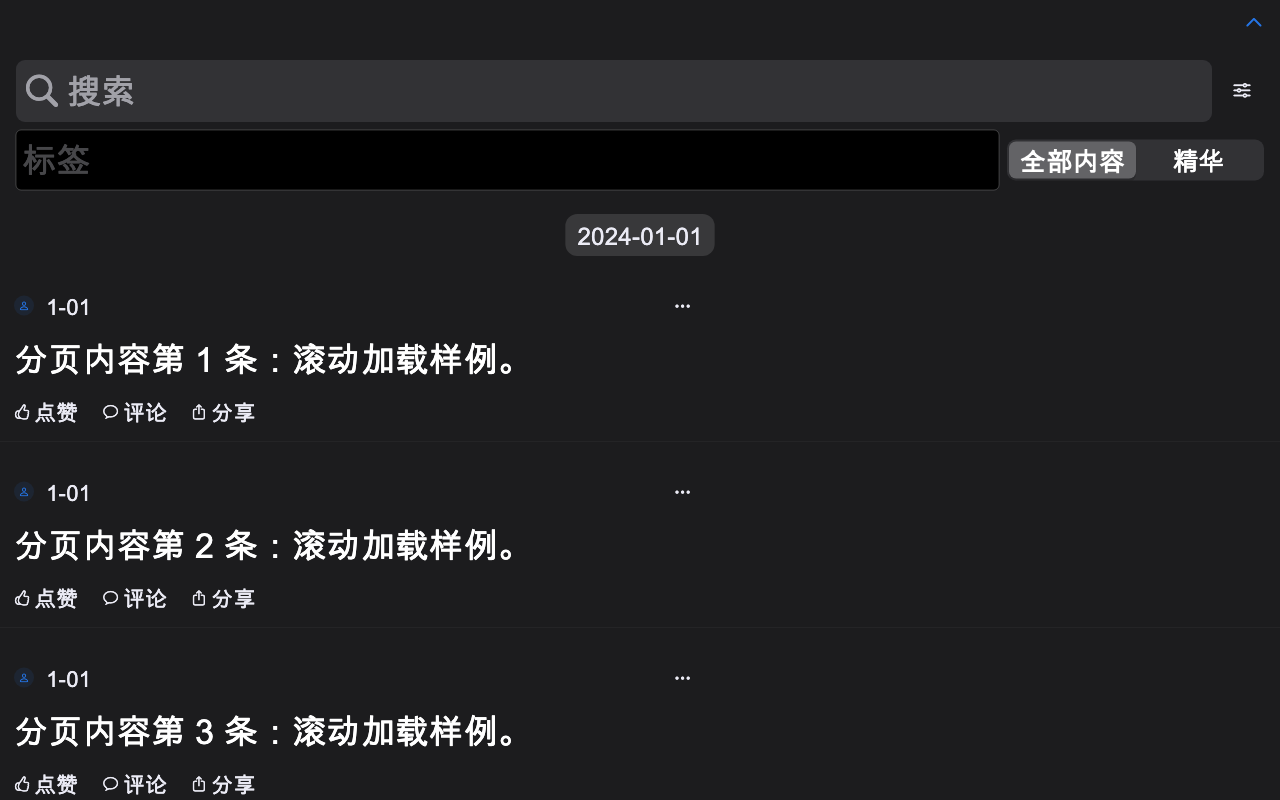 搜索
标签 全部内容 精华
2024-01-01
1-01
分页内容第 1 条：滚动加载样例。
点赞 评论 分享
1-01
分页内容第 2 条：滚动加载样例。
点赞 评论 分享
1-01
分页内容第 3 条：滚动加载样例。
点赞 评论 分享